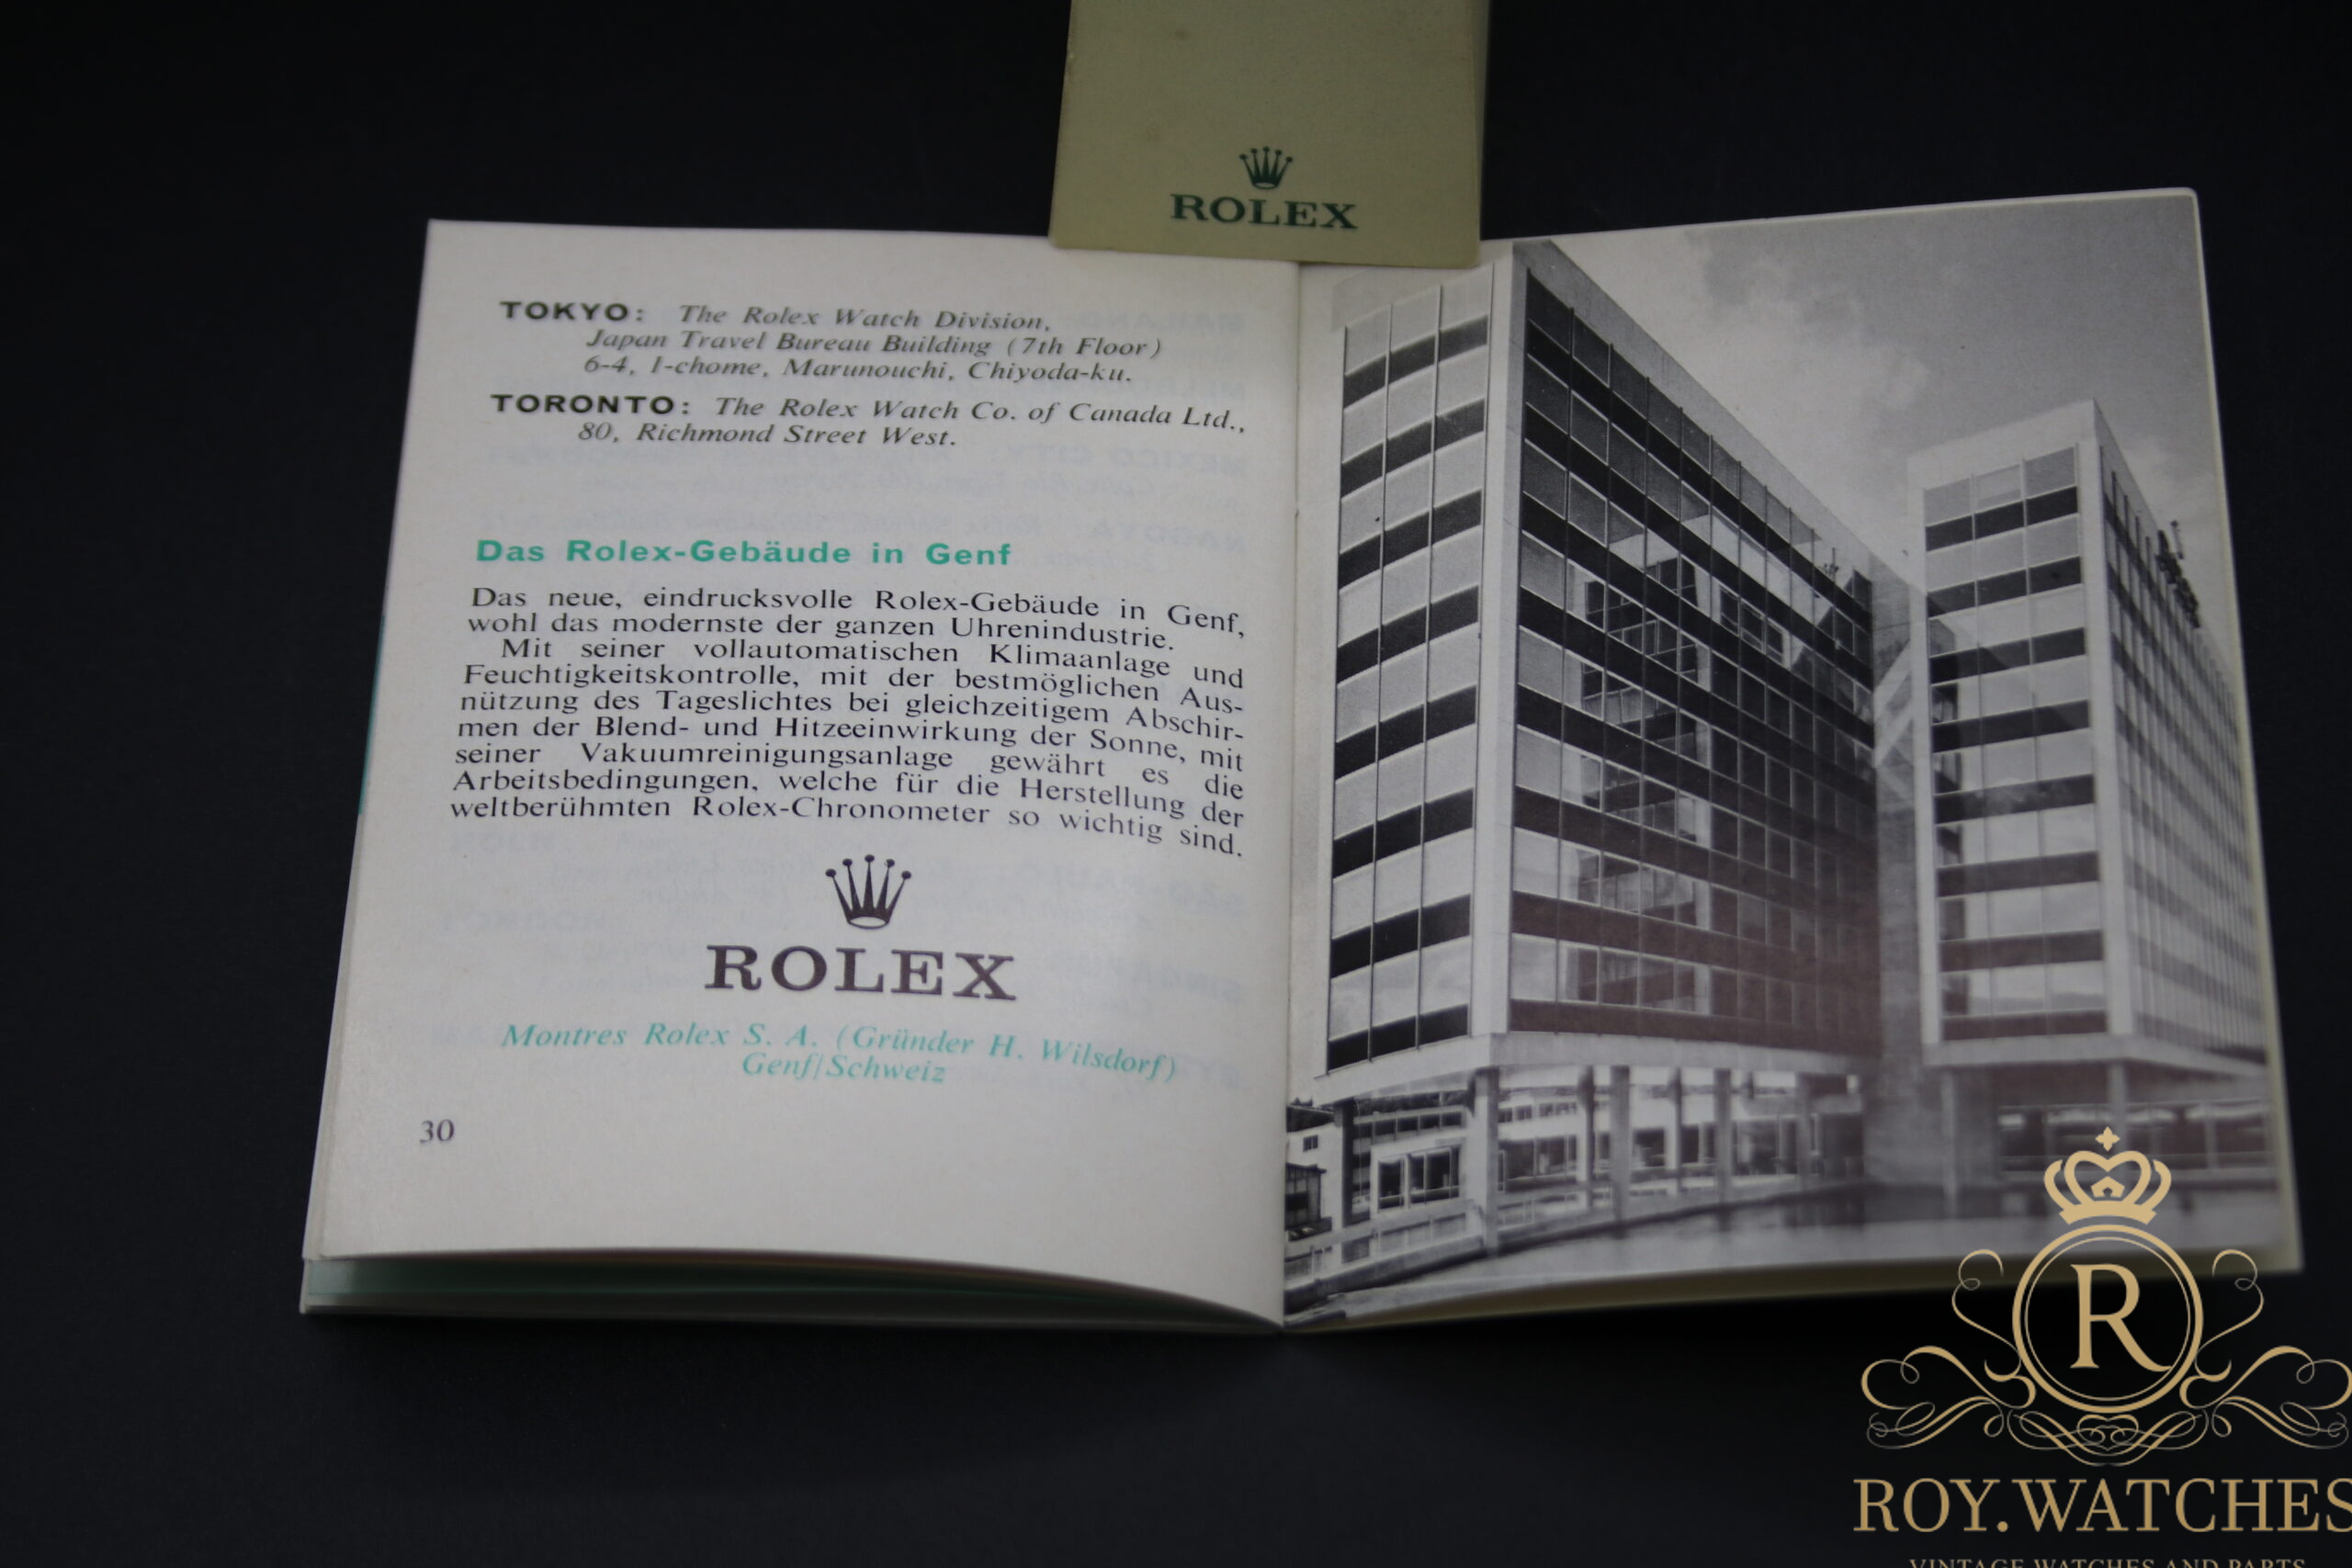 ROLEX
TOKYO: The Rolex Watch Division,
Japan Travel Bureau Building (7th Floor)
6-4, 1-chome, Marunouchi, Chiyoda-ku.
TORONTO: The Rolex Watch Co. of Canada Ltd.,
80, Richmond Street West.
Das Rolex-Gebäude in Genf
Das neue, eindrucksvolle Rolex-Gebäude in Genf,
wohl das modernste der ganzen Uhrenindustrie.
Mit seiner vollautomatischen Klimaanlage und
Feuchtigkeitskontrolle, mit der bestmöglichen Aus-
nützung des Tageslichtes bei gleichzeitigem Abschir-
men der Blend- und Hitzeeinwirkung der Sonne, mit
seiner Vakuumreinigungsanlage gewährt es die
Arbeitsbedingungen, welche für die Herstellung der
weltberühmten Rolex-Chronometer so wichtig sind.
ROLEX
Montres Rolex S. A. (Gründer H. Wilsdorf)
Genf/Schweiz
30
R
ROY.WATCHES
VINTAGE WATCHES AND PARTS